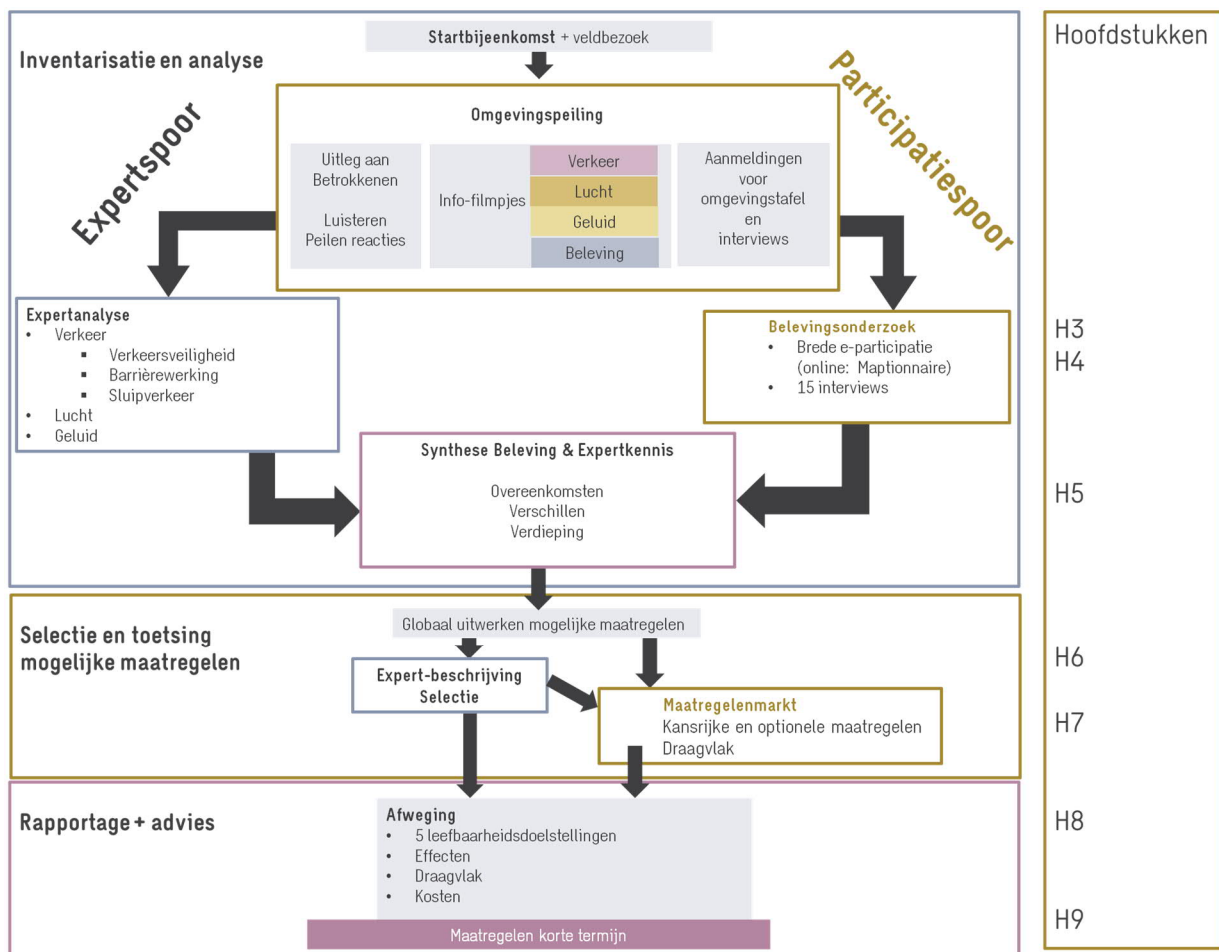 Startbijeenkomst + veldbezoek
Inventarisatie en analyse
Expertspoor
Participatiespoor
Omgevingspeiling
Uitleg aan
Betrokkenen
Luisteren
Peilen reacties
Info-filmpjes
Verkeer
Lucht
Geluid
Beleving
Aanmeldingen
voor
omgevingstafel
en
interviews
Expertanalyse
• Verkeer
▪ Verkeersveiligheid
▪ Barrièrewerking
▪ Sluipverkeer
• Lucht
• Geluid
Belevingsonderzoek
• Brede e-participatie
(online: Maptionnaire)
• 15 interviews
Synthese Beleving & Expertkennis
Overeenkomsten
Verschillen
Verdieping
Selectie en toetsing
mogelijke maatregelen
Globaal uitwerken mogelijke maatregelen
Expert-beschrijving
Selectie
Maatregelenmarkt
Kansrijke en optionele maatregelen
Draagvlak
Rapportage + advies
Afweging
• 5 leefbaarheidsdoelstellingen
• Effecten
• Draagvlak
• Kosten
Maatregelen korte termijn
Hoofdstukken
H3
H4
H5
H6
H7
H8
H9